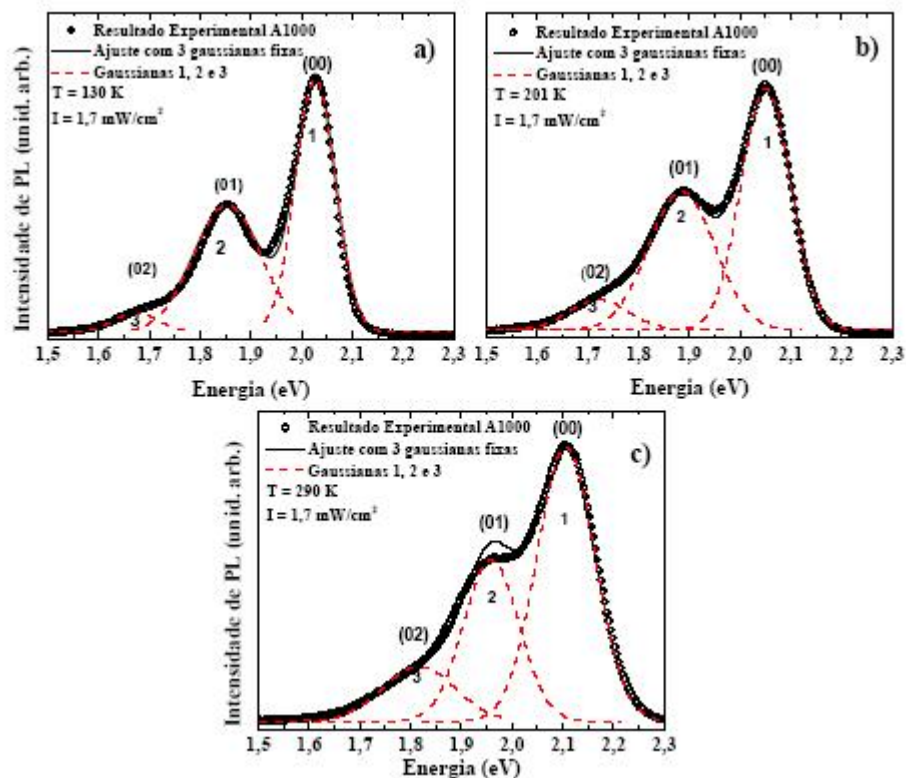 Intensidade de PL (unid. arb.)
Resultado Experimental A1000
Ajuste com 3 gaussianas fixas
Gaussianas 1, 2 e 3
T = 130 K
I = 1,7 mW/cm²
a)
(00)
1
(01)
2
(02)
3
1,5 1,6 1,7 1,8 1,9 2,0 2,1 2,2 2,3
Energia (eV)
Resultado Experimental A1000
Ajuste com 3 gaussianas fixas
Gaussianas 1, 2 e 3
T = 201 K
I = 1,7 mW/cm²
b)
(00)
1
(01)
2
(02)
3
1,5 1,6 1,7 1,8 1,9 2,0 2,1 2,2 2,3
Energia (eV)
Intensidade de PL (unid. arb.)
Resultado Experimental A1000
Ajuste com 3 gaussianas fixas
Gaussianas 1, 2 e 3
T = 290 K
I = 1,7 mW/cm²
c)
(00)
1
(01)
2
(02)
3
1,5 1,6 1,7 1,8 1,9 2,0 2,1 2,2 2,3
Energia (eV)